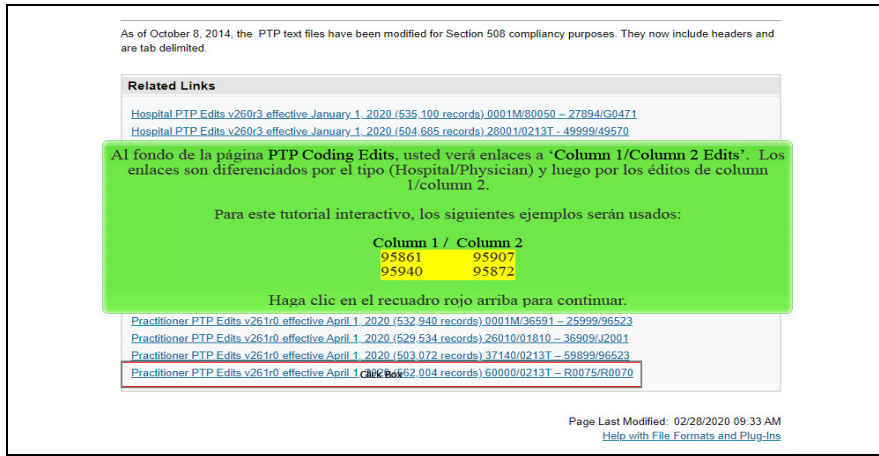 As of October 8, 2014, the  PTP text files have been modified for Section 508 compliancy purposes. They now include headers and
are tab delimited.
Related Links
Hospital PTP Edits v260r3 effective January 1, 2020 (535,100 records) 0001M/80050 – 27894/G0471
Hospital PTP Edits v260r3 effective January 1, 2020 (504,685 records) 28001/0213T - 49999/49570
Al fondo de la página PTP Coding Edits, usted verá enlaces a ‘Column 1/Column 2 Edits’.  Los
enlaces son diferenciados por el tipo (Hospital/Physician) y luego por los éditos de column
1/column 2.
Para este tutorial interactivo, los siguientes ejemplos serán usados:
Column 1 /  Column 2
95861 95907
95940 95872
Haga clic en el recuadro rojo arriba para continuar.
Practitioner PTP Edits v261r0 effective April 1, 2020 (532,940 records) 0001M/36591 – 25999/96523
Practitioner PTP Edits v261r0 effective April 1, 2020 (529,534 records) 26010/01810 – 36909/J2001
Practitioner PTP Edits v261r0 effective April 1, 2020 (503,072 records) 37140/0213T – 59899/96523
Practitioner PTP Edits v261r0 effective April 1, 2020 (662,004 records) 60000/0213T – R0075/R0070
Click Box
Page Last Modified:  02/28/2020 09:33 AM
Help with File Formats and Plug-Ins